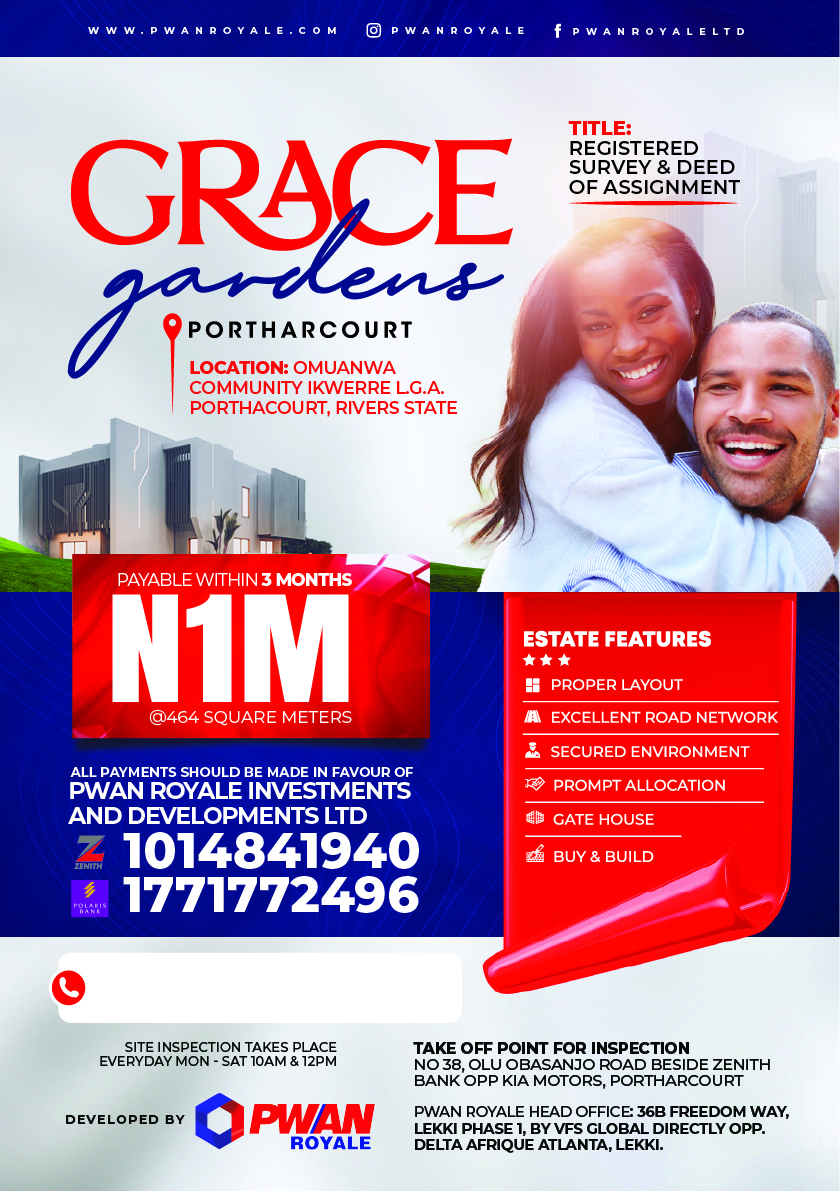 WWW.PWANROYALE.COM PWANROYALE PWANROYALELTD
GRACE
gardens
PORTHARCOURT
LOCATION: OMUANWA
COMMUNITY IKWERRE L.G.A.
PORTHACOURT, RIVERS STATE
TITLE:
REGISTERED
SURVEY & DEED
OF ASSIGNMENT
PAYABLE WITHIN 3 MONTHS
N1M
@464 SQUARE METERS
ALL PAYMENTS SHOULD BE MADE IN FAVOUR OF
PWAN ROYALE INVESTMENTS
AND DEVELOPMENTS LTD
ZENITH 1014841940
POLARIS
BANK
1771772496
ESTATE FEATURES
PROPER LAYOUT
EXCELLENT ROAD NETWORK
SECURED ENVIRONMENT
PROMPT ALLOCATION
GATE HOUSE
BUY & BUILD
SITE INSPECTION TAKES PLACE
EVERYDAY MON - SAT 10AM & 12PM
DEVELOPED BY
PWAN
ROYALE
TAKE OFF POINT FOR INSPECTION
NO 38, OLU OBASANJO ROAD BESIDE ZENITH
BANK OPP KIA MOTORS, PORTHARCOURT
PWAN ROYALE HEAD OFFICE: 36B FREEDOM WAY,
LEKKI PHASE 1, BY VFS GLOBAL DIRECTLY OPP.
DELTA AFRIQUE ATLANTA, LEKKI.